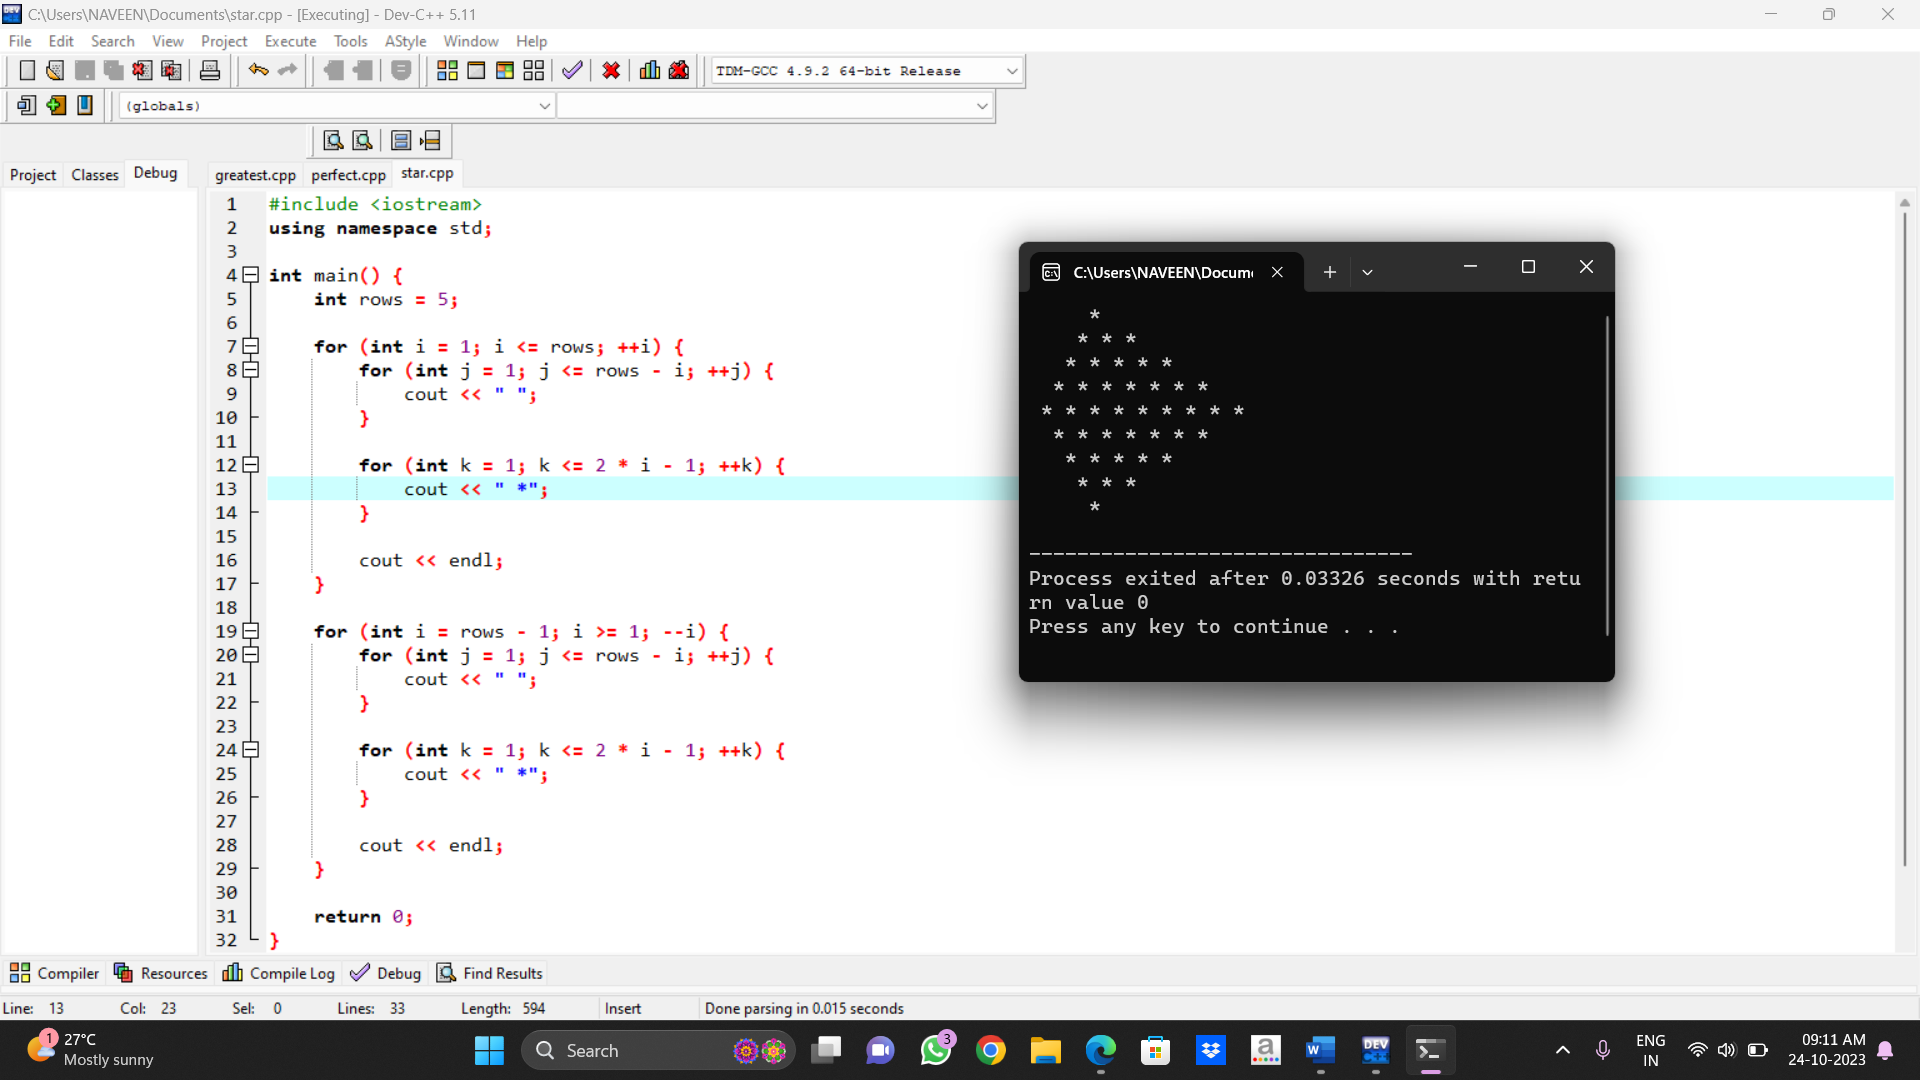 C:\Users\NAVEEN\Documents\star.cpp - [Executing] - Dev-C++ 5.11
File Edit Search View Project Execute Tools AStyle Window Help
TDM-GCC 4.9.2 64-bit Release
(globals)
Project Classes Debug
greatest.cpp perfect.cpp star.cpp
1 #include <iostream>
2 using namespace std;
3
4 int main() {
5     int rows = 5;
6
7     for (int i = 1; i <= rows; ++i) {
8         for (int j = 1; j <= rows - i; ++j) {
9             cout << " ";
10         }
11
12         for (int k = 1; k <= 2 * i - 1; ++k) {
13             cout << " *";
14         }
15
16         cout << endl;
17     }
18
19     for (int i = rows - 1; i >= 1; --i) {
20         for (int j = 1; j <= rows - i; ++j) {
21             cout << " ";
22         }
23
24         for (int k = 1; k <= 2 * i - 1; ++k) {
25             cout << " *";
26         }
27
28         cout << endl;
29     }
30
31     return 0;
32 }
C:\Users\NAVEEN\Docum
     *
    * * *
   * * * * *
  * * * * * * *
 * * * * * * * * *
  * * * * * * *
   * * * * *
    * * *
     *
--------------------------------
Process exited after 0.03326 seconds with retu
rn value 0
Press any key to continue . . .
Compiler Resources Compile Log Debug Find Results
Line: 13 Col: 23 Sel: 0 Lines: 33 Length: 594 Insert Done parsing in 0.015 seconds
1
27°C
Mostly sunny
Search
3
DEV
C++
ENG
IN
09:11 AM
24-10-2023